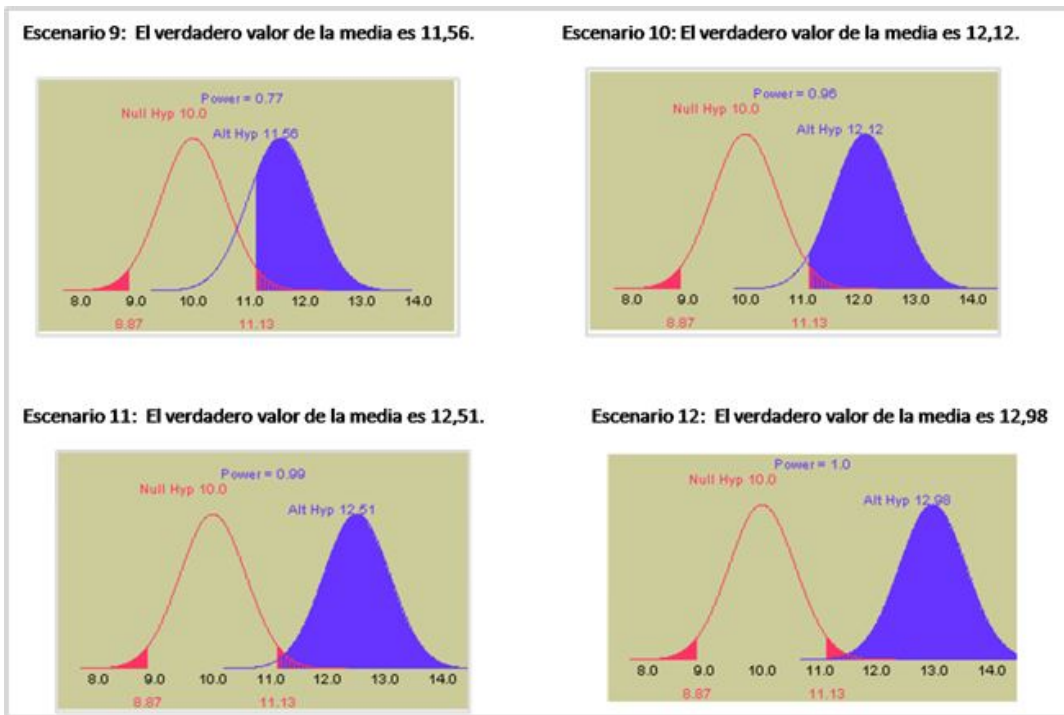 Escenario 9: El verdadero valor de la media es 11,56.
Power = 0.77
Null Hyp 10.0
Alt Hyp 11.56
8.0 9.0 10.0 11.0 12.0 13.0 14.0
8.87 11.13
Escenario 10: El verdadero valor de la media es 12,12.
Power = 0.96
Null Hyp 10.0
Alt Hyp 12.12
8.0 9.0 10.0 11.0 12.0 13.0 14.0
8.87 11.13
Escenario 11: El verdadero valor de la media es 12,51.
Power = 0.99
Null Hyp 10.0
Alt Hyp 12.51
8.0 9.0 10.0 11.0 12.0 13.0 14.0
8.87 11.13
Escenario 12: El verdadero valor de la media es 12,98
Power = 1.0
Null Hyp 10.0
Alt Hyp 12.98
8.0 9.0 10.0 11.0 12.0 13.0 14.0
8.87 11.13